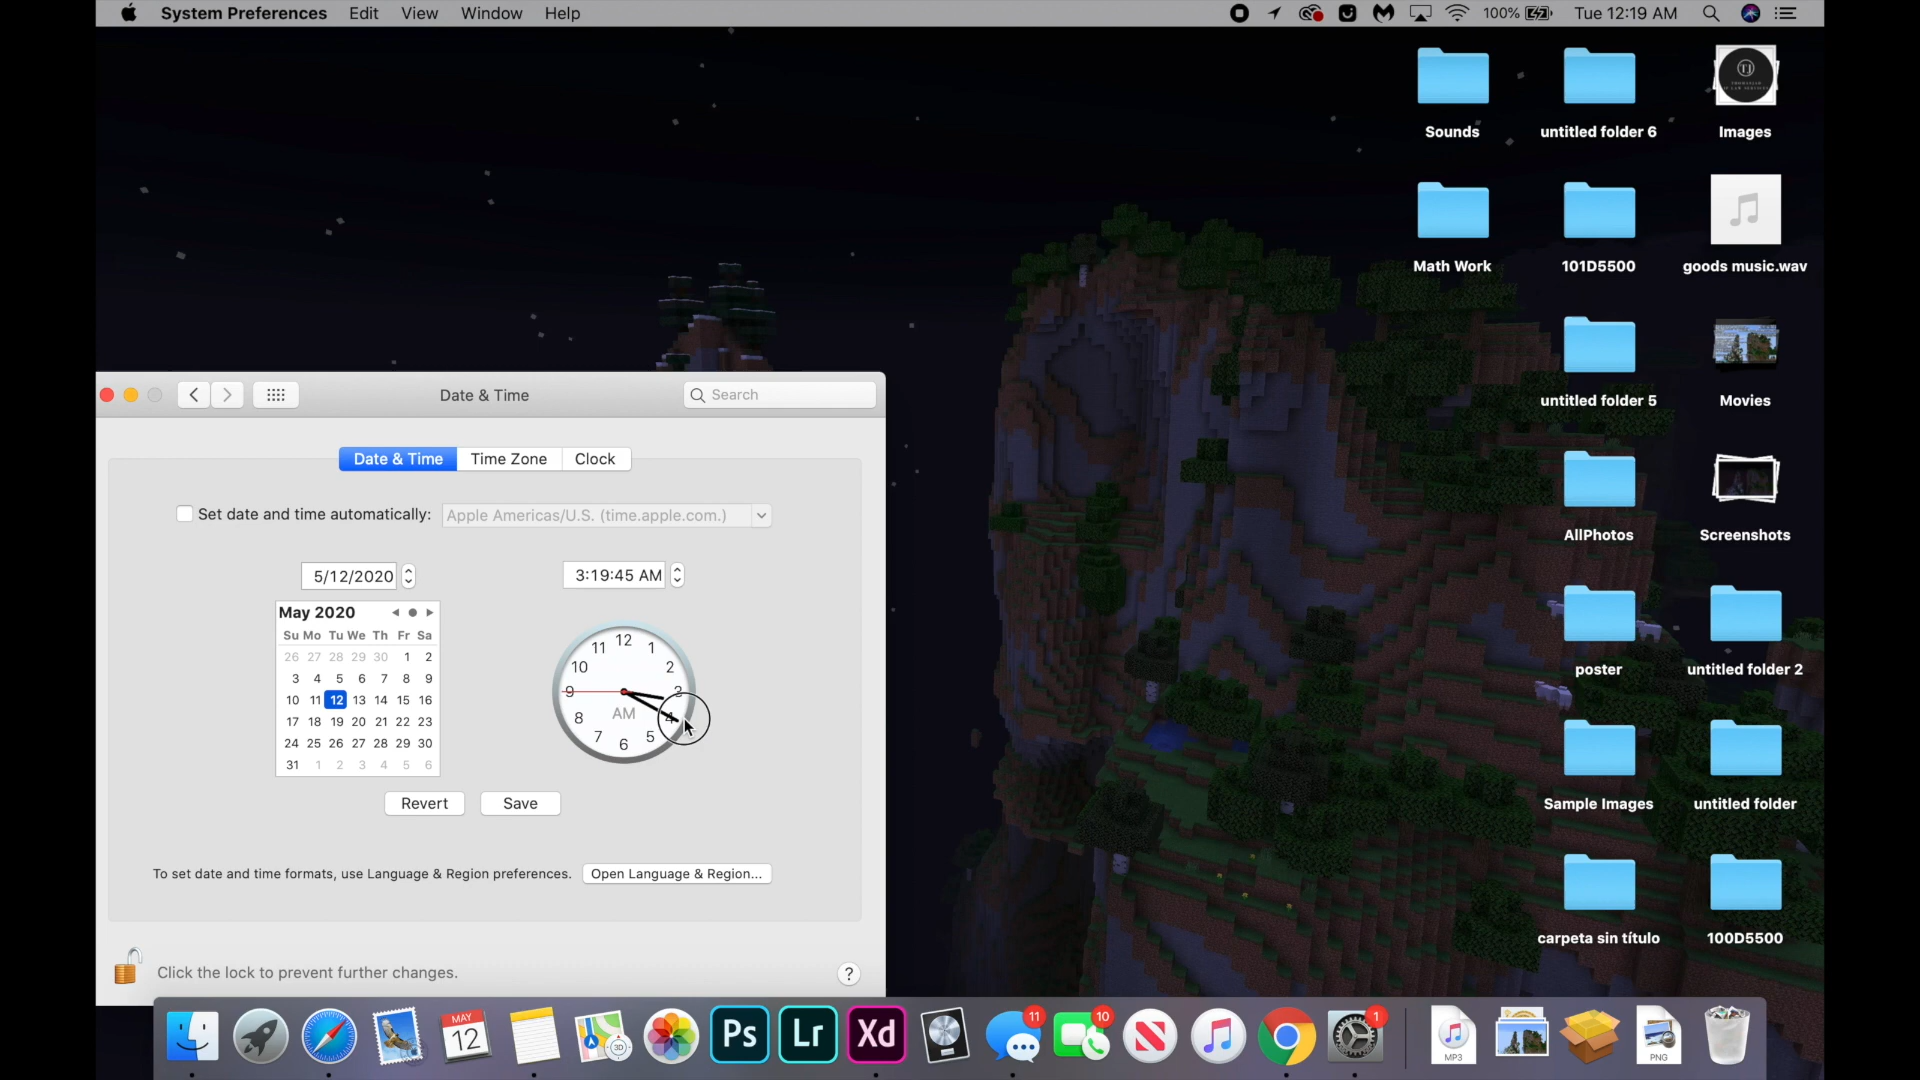 System Preferences Edit View Window Help 100% Tue 12:19 AM
Sounds untitled folder 6 Images
Math Work 101D5500 goods music.wav
untitled folder 5 Movies
AllPhotos Screenshots
poster untitled folder 2
Sample Images untitled folder
carpeta sin título 100D5500
Date & Time Search
Date & Time Time Zone Clock
Set date and time automatically: Apple Americas/U.S. (time.apple.com.)
5/12/2020 3:19:45 AM
May 2020
Su Mo Tu We Th Fr Sa
26 27 28 29 30 1 2
3 4 5 6 7 8 9
10 11 12 13 14 15 16
17 18 19 20 21 22 23
24 25 26 27 28 29 30
31 1 2 3 4 5 6
12
11 1
10 2
9 3
AM
8 4
7 5
6
Revert Save
To set date and time formats, use Language & Region preferences. Open Language & Region...
Click the lock to prevent further changes. ?
MAY
12
3D
Ps Lr Xd
11 10 1
MP3 PNG